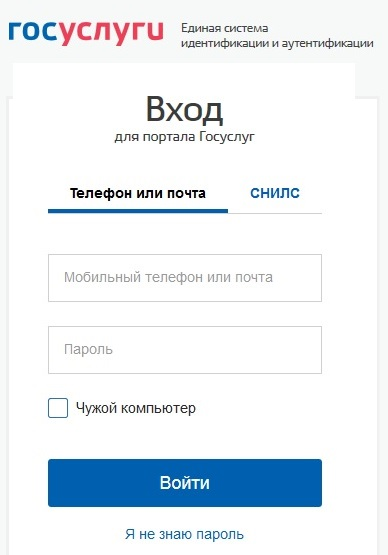 госуслуги
Единая система
идентификации и аутентификации
Вход
для портала Госуслуг
Телефон или почта СНИЛС
Мобильный телефон или почта
Пароль
Чужой компьютер
Войти
Я не знаю пароль